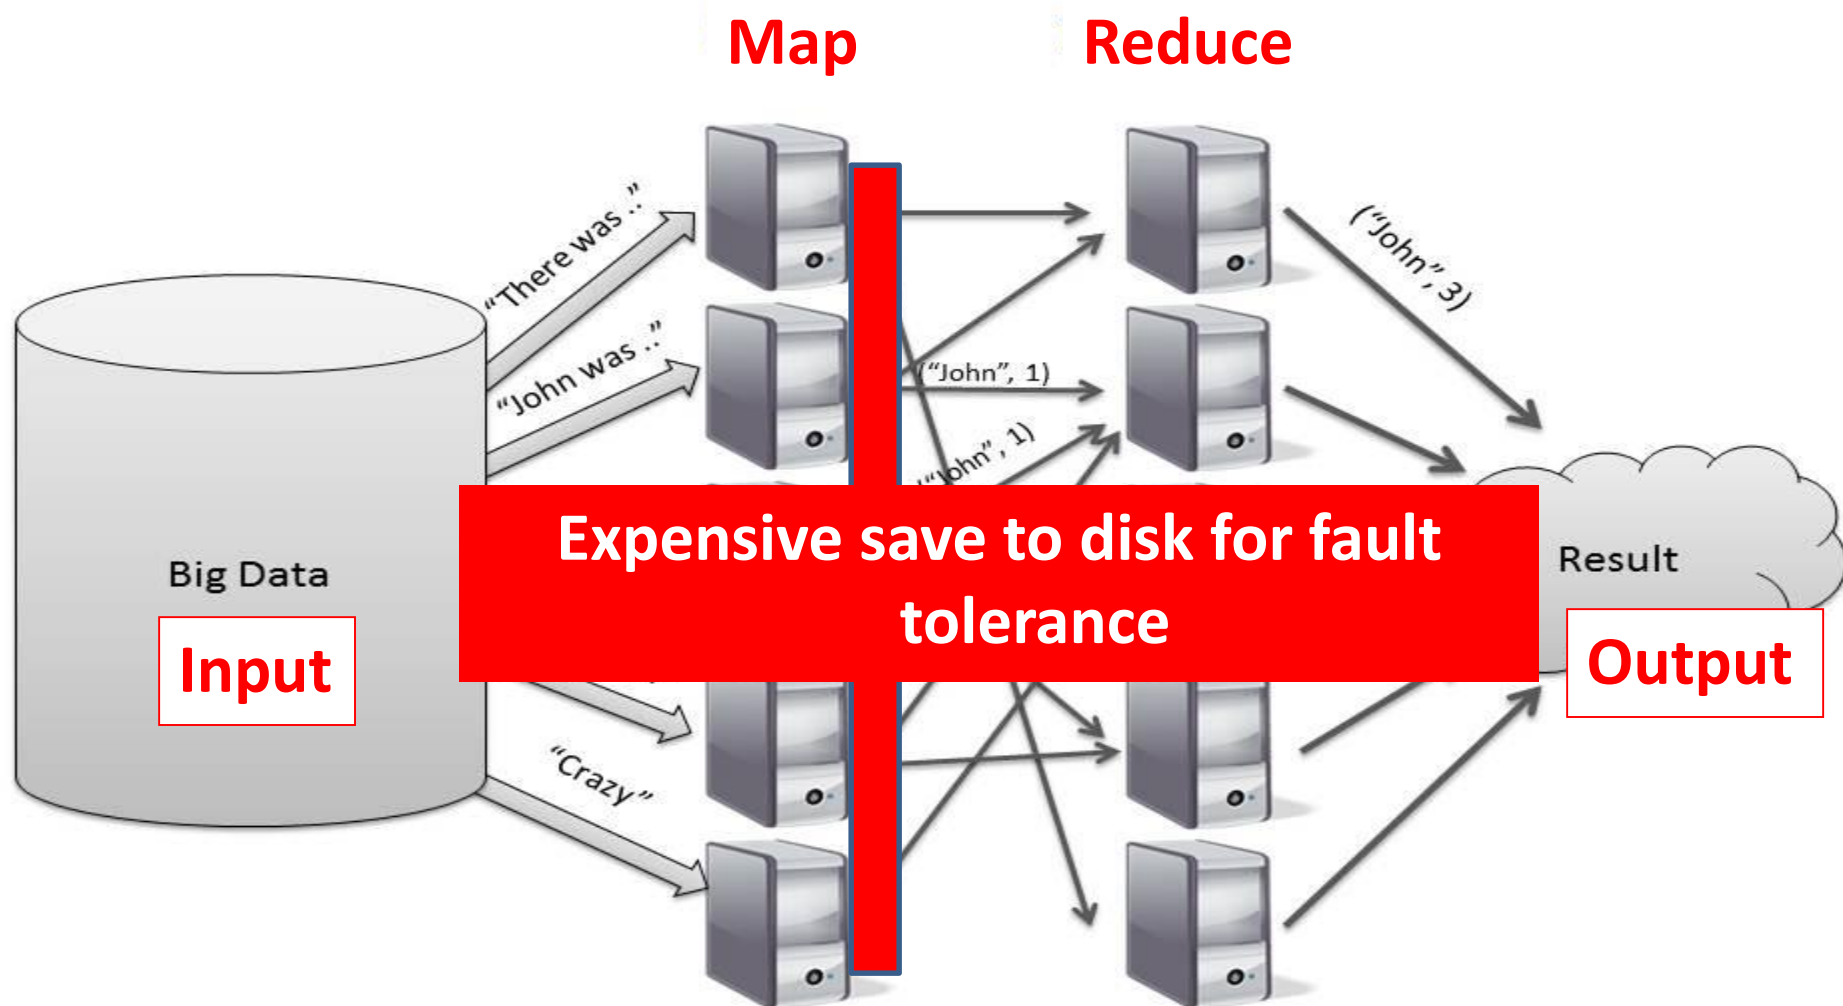 Map
Reduce
“There was ..”
“John was ..”
(“John”, 3)
(“John”, 1)
(“John”, 1)
Expensive save to disk for fault
tolerance
Big Data
Input
Result
Output
“Crazy”